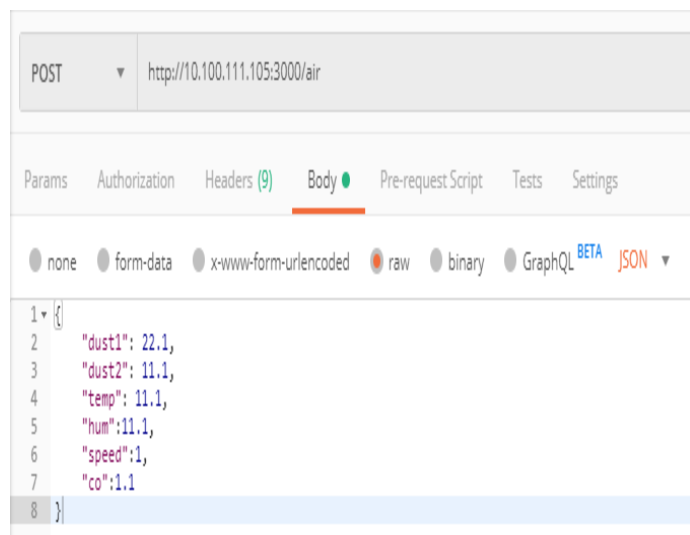 POST ▼ http://10.100.111.105:3000/air
Params Authorization Headers (9) Body Pre-request Script Tests Settings
none form-data x-www-form-urlencoded raw binary GraphQL BETA JSON ▼
1 {
2 "dust1": 22.1,
3 "dust2": 11.1,
4 "temp": 11.1,
5 "hum":11.1,
6 "speed":1,
7 "co":1.1
8 }